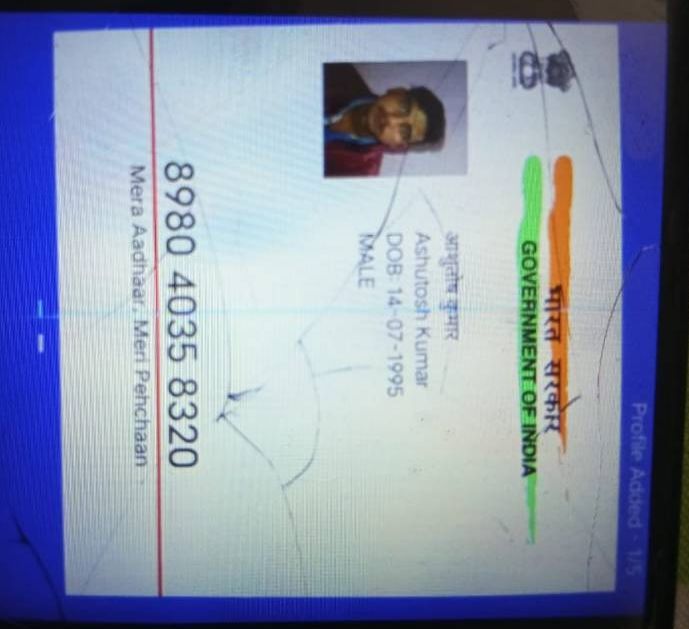 Profile Added - 1/5
भारत सरकार
GOVERNMENT OF INDIA
आशुतोष कुमार
Ashutosh Kumar
DOB: 14-07-1995
MALE
8980 4035 8320
Mera Aadhaar, Meri Pehchaan